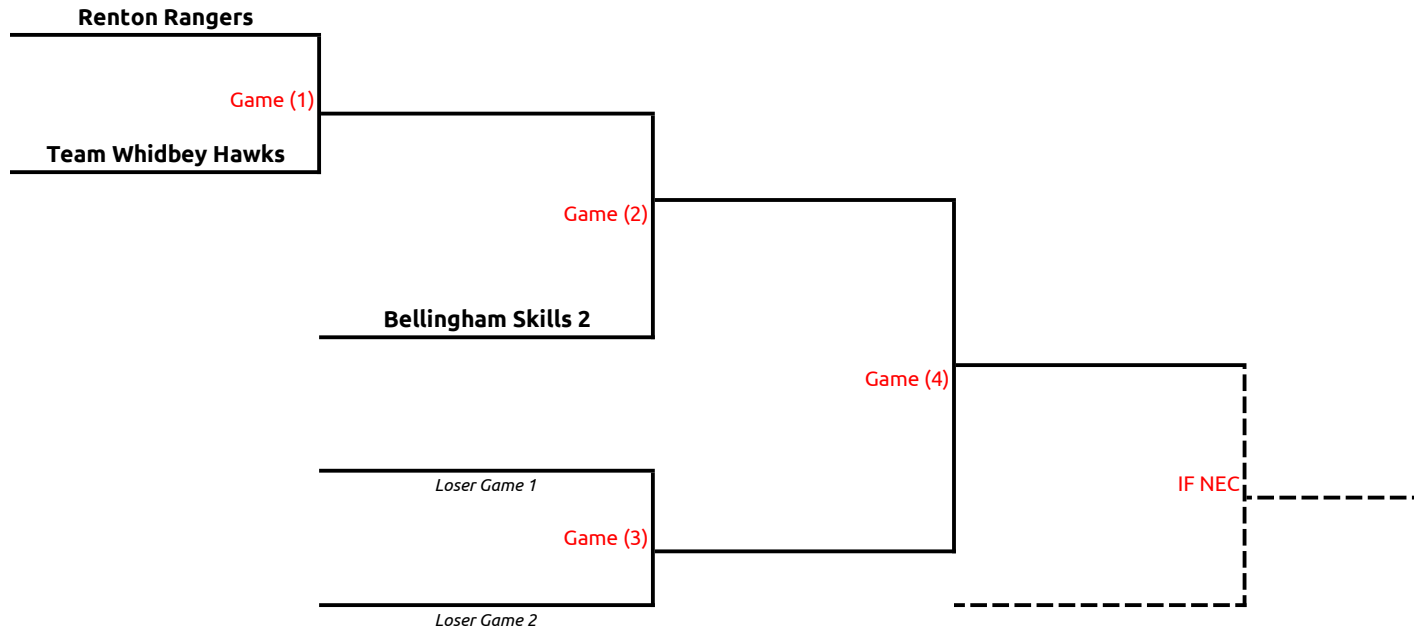 Renton Rangers
Game (1)
Team Whidbey Hawks
Game (2)
Bellingham Skills 2
Game (4)
Loser Game 1
IF NEC
Game (3)
Loser Game 2